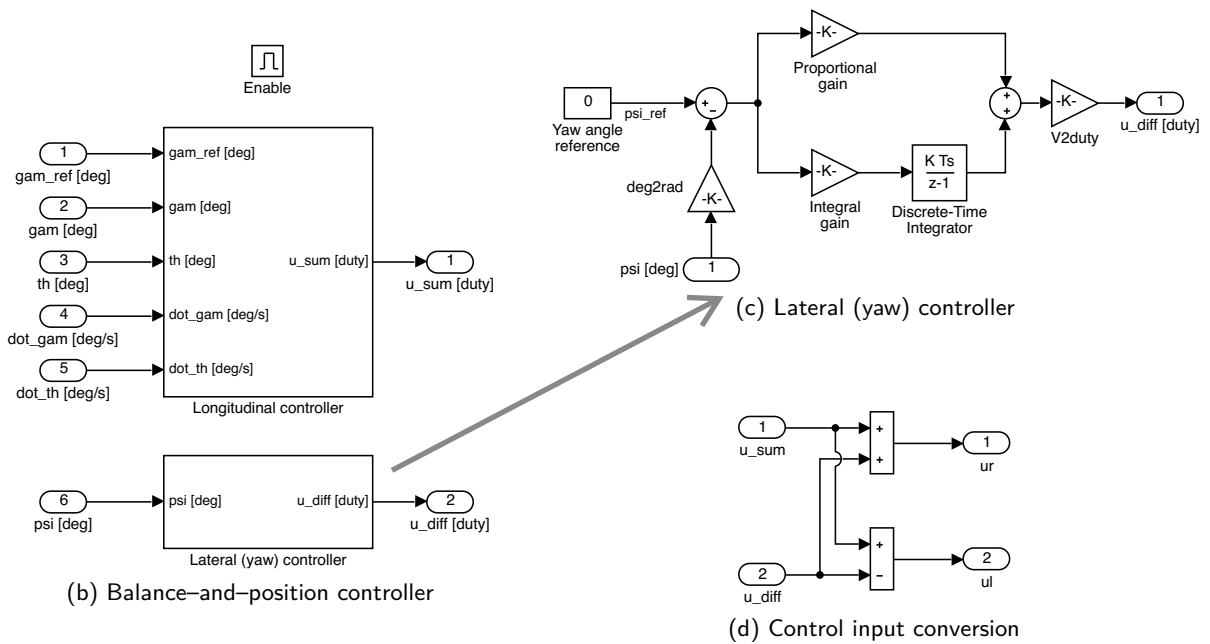 Enable
1
gam_ref [deg]
2
gam [deg]
3
th [deg]
4
dot_gam [deg/s]
5
dot_th [deg/s]
gam_ref [deg]
gam [deg]
th [deg]
dot_gam [deg/s]
dot_th [deg/s]
u_sum [duty]
Longitudinal controller
1
u_sum [duty]
6
psi [deg]
psi [deg]
u_diff [duty]
Lateral (yaw) controller
2
u_diff [duty]
(b) Balance–and–position controller
0
Yaw angle
reference
psi_ref
+
−
-K-
Proportional
gain
-K-
Integral
gain
K Ts
z-1
Discrete-Time
Integrator
+
+
-K-
V2duty
1
u_diff [duty]
deg2rad
-K-
psi [deg]
1
(c) Lateral (yaw) controller
1
u_sum
2
u_diff
+
+
+
−
1
ur
2
ul
(d) Control input conversion